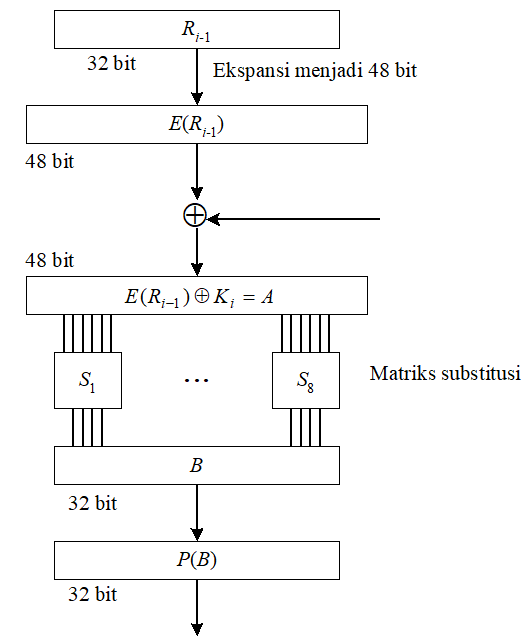 R_{i-1}
32 bit
Ekspansi menjadi 48 bit
E(R_{i-1})
48 bit
⊕
48 bit
E(R_{i-1}) ⊕ K_i = A
S_1 ... S_8
Matriks substitusi
B
32 bit
P(B)
32 bit